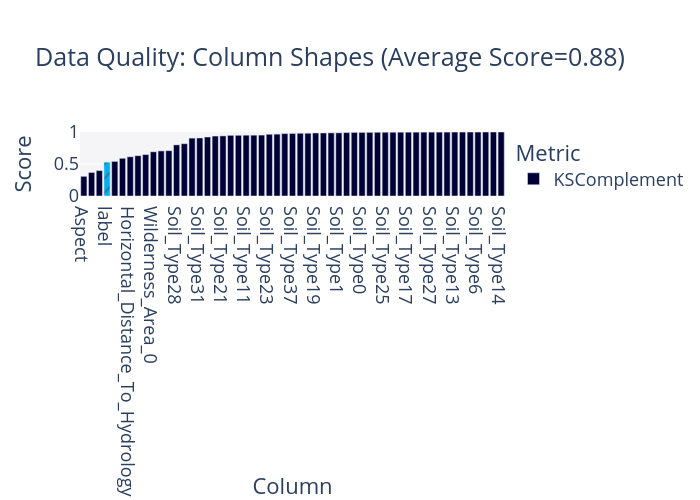 Data Quality: Column Shapes (Average Score=0.88)
Score
1
0.5
0
Metric
KSComplement
Aspect
label
Horizontal_Distance_To_Hydrology
Wilderness_Area_0
Soil_Type28
Soil_Type31
Soil_Type21
Soil_Type11
Soil_Type23
Soil_Type37
Soil_Type19
Soil_Type1
Soil_Type0
Soil_Type25
Soil_Type17
Soil_Type27
Soil_Type13
Soil_Type6
Soil_Type14
Column